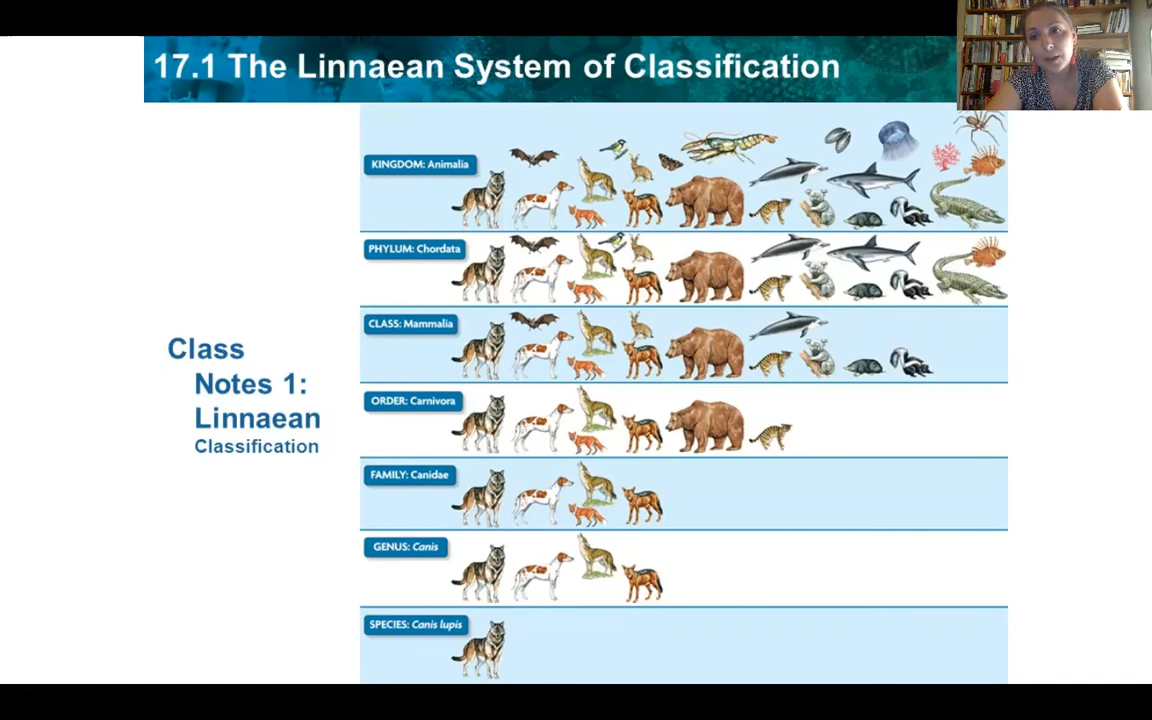 17.1 The Linnaean System of Classification
KINGDOM: Animalia
PHYLUM: Chordata
CLASS: Mammalia
Class
Notes 1:
Linnaean
Classification
ORDER: Carnivora
FAMILY: Canidae
GENUS: Canis
SPECIES: Canis lupis